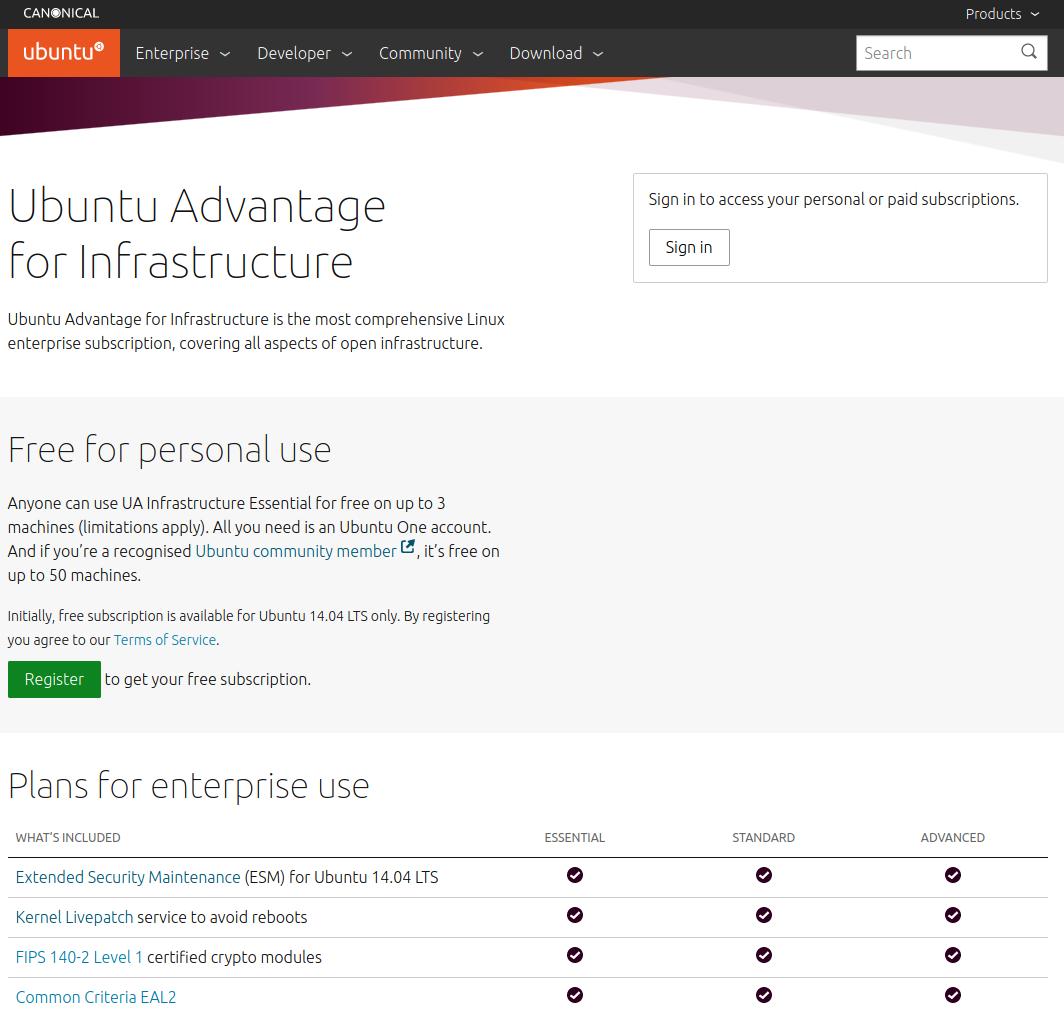 CANONICAL
Products
ubuntu
Enterprise
Developer
Community
Download
Search
Ubuntu Advantage
for Infrastructure
Sign in to access your personal or paid subscriptions.
Sign in
Ubuntu Advantage for Infrastructure is the most comprehensive Linux
enterprise subscription, covering all aspects of open infrastructure.
Free for personal use
Anyone can use UA Infrastructure Essential for free on up to 3
machines (limitations apply). All you need is an Ubuntu One account.
And if you’re a recognised Ubuntu community member , it’s free on
up to 50 machines.
Initially, free subscription is available for Ubuntu 14.04 LTS only. By registering
you agree to our Terms of Service.
Register to get your free subscription.
Plans for enterprise use
WHAT’S INCLUDED ESSENTIAL STANDARD ADVANCED
Extended Security Maintenance (ESM) for Ubuntu 14.04 LTS
Kernel Livepatch service to avoid reboots
FIPS 140-2 Level 1 certified crypto modules
Common Criteria EAL2